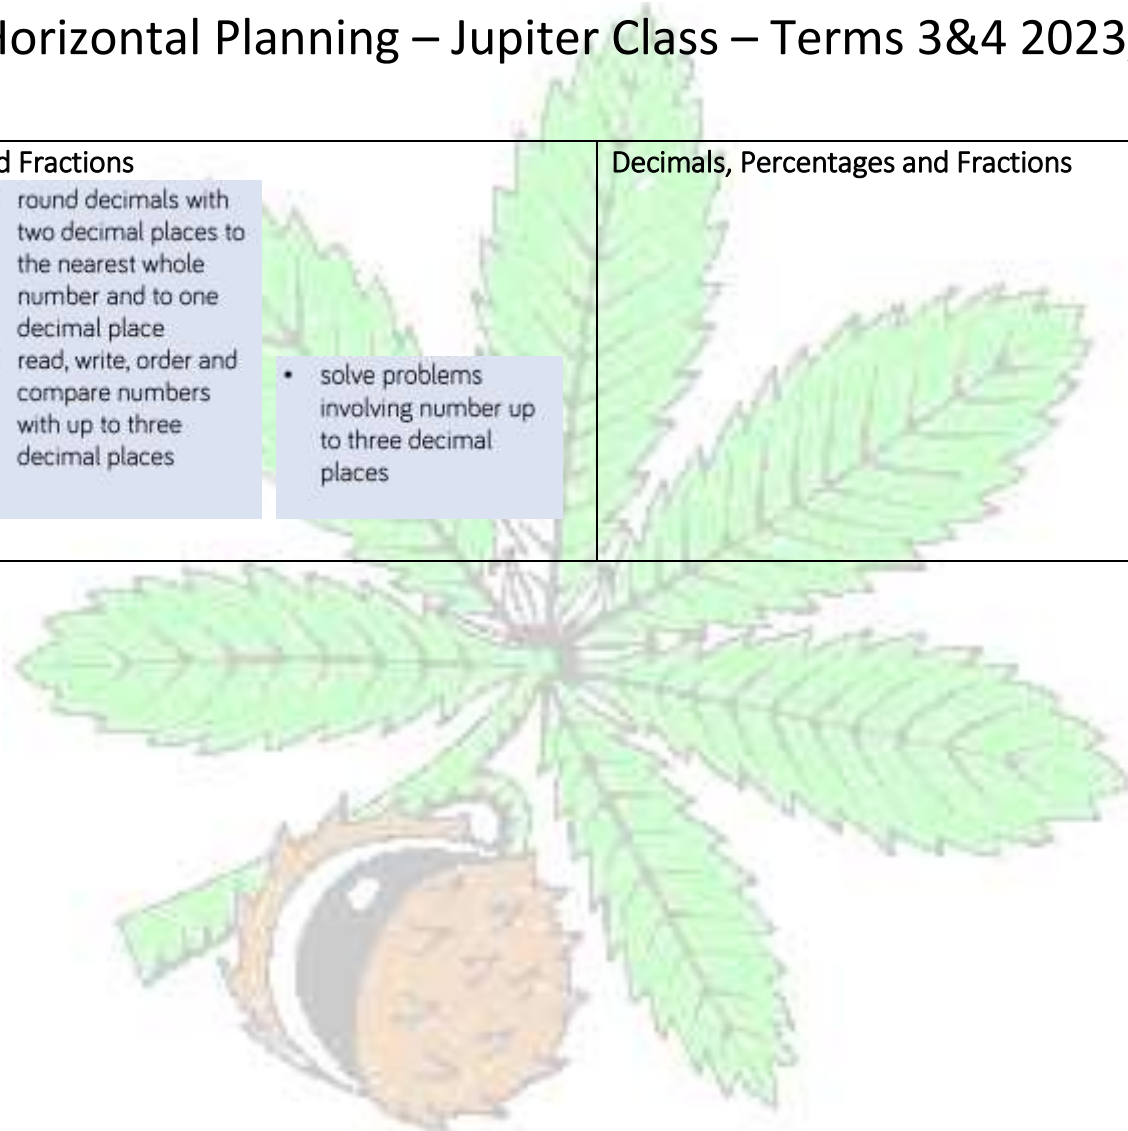 Horizontal Planning – Jupiter Class – Terms 3&4 2023
d Fractions
round decimals with
two decimal places to
the nearest whole
number and to one
decimal place
read, write, order and
compare numbers
with up to three
decimal places
• solve problems
involving number up
to three decimal
places
Decimals, Percentages and Fractions